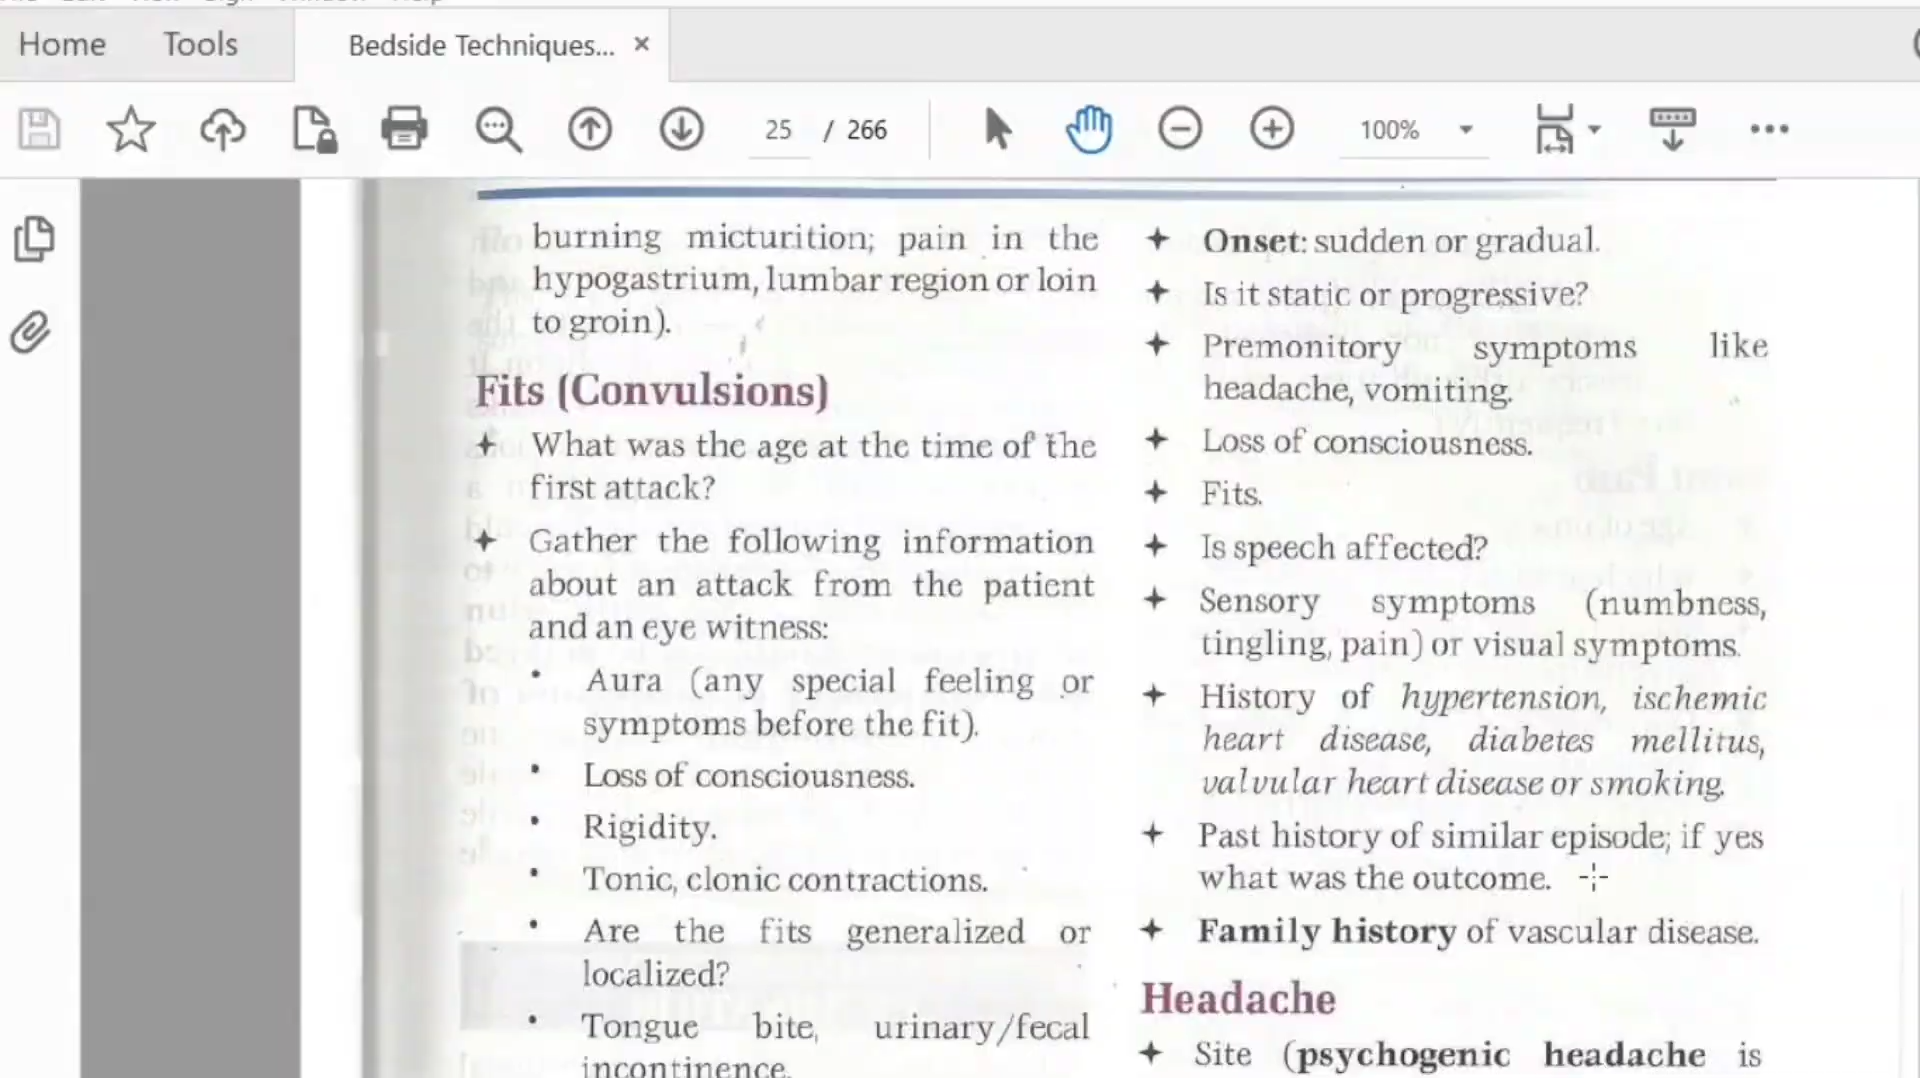 Home
Tools
Bedside Techniques...
25 / 266
100%
burning micturition; pain in the
hypogastrium, lumbar region or loin
to groin).
Fits (Convulsions)
What was the age at the time of the
first attack?
Gather the following information
about an attack from the patient
and an eye witness:
Aura (any special feeling or
symptoms before the fit).
Loss of consciousness.
Rigidity.
Tonic, clonic contractions.
Are the fits generalized or
localized?
Tongue bite, urinary/fecal
incontinence.
Onset: sudden or gradual.
Is it static or progressive?
Premonitory symptoms like
headache, vomiting.
Loss of consciousness.
Fits.
Is speech affected?
Sensory symptoms (numbness,
tingling, pain) or visual symptoms.
History of hypertension, ischemic
heart disease, diabetes mellitus,
valvular heart disease or smoking.
Past history of similar episode; if yes
what was the outcome.
Family history of vascular disease.
Headache
Site (psychogenic headache is